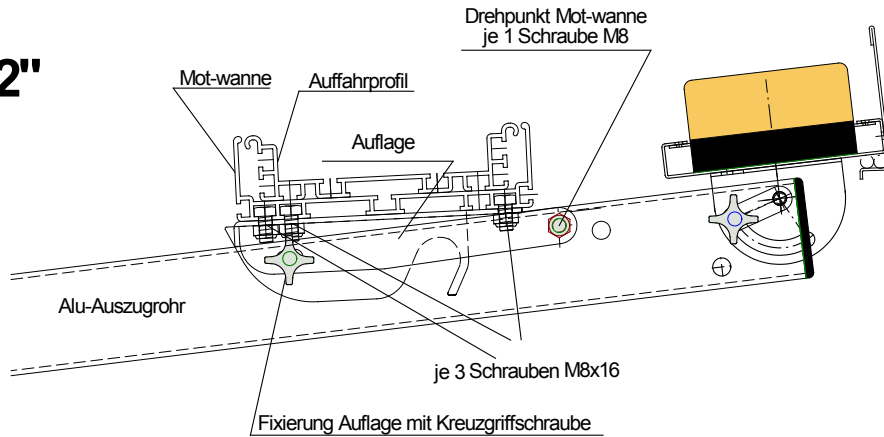 2"
Drehpunkt Mot-wanne
je 1 Schraube M8
Mot-wanne
Auffahrprofil
Auflage
Alu-Auszugrohr
je 3 Schrauben M8x16
Fixierung Auflage mit Kreuzgriffschraube